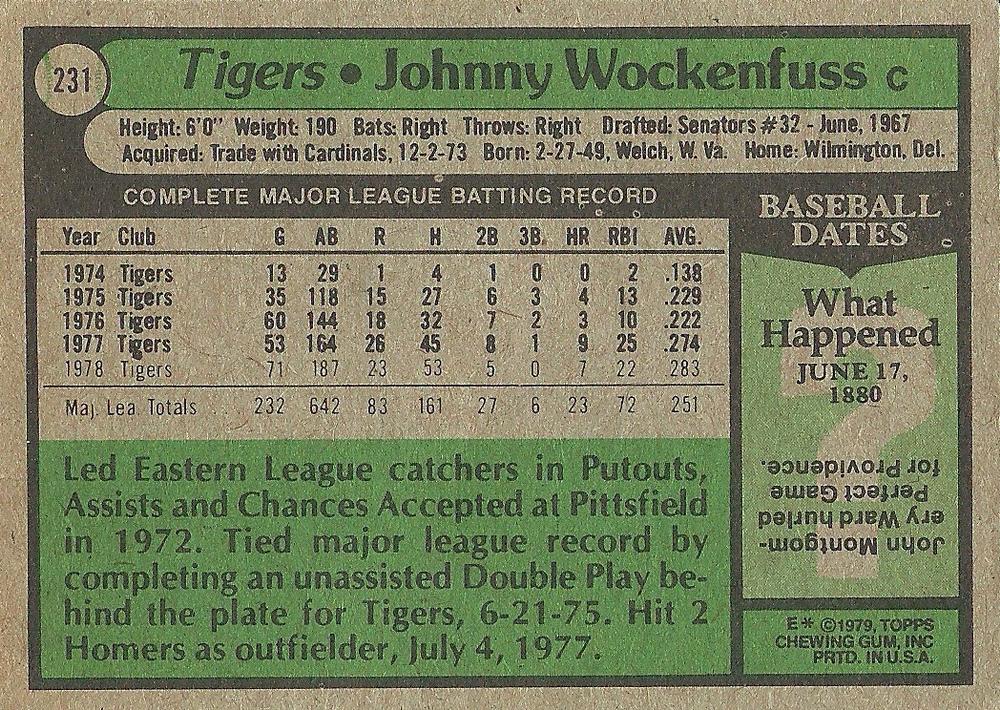 231
Tigers • Johnny Wockenfuss C
Height: 6'0" Weight: 190 Bats: Right Throws: Right Drafted: Senators #32 - June, 1967
Acquired: Trade with Cardinals, 12-2-73 Born: 2-27-49, Welch, W. Va. Home: Wilmington, Del.
COMPLETE MAJOR LEAGUE BATTING RECORD
Year Club G AB R H 2B 3B HR RBI AVG.
1974 Tigers 13 29 1 4 1 0 0 2 .138
1975 Tigers 35 118 15 27 6 3 4 13 .229
1976 Tigers 60 144 18 32 7 2 3 10 .222
1977 Tigers 53 164 26 45 8 1 9 25 .274
1978 Tigers 71 187 23 53 5 0 7 22 283
Maj. Lea. Totals 232 642 83 161 27 6 23 72 251
Led Eastern League catchers in Putouts,
Assists and Chances Accepted at Pittsfield
in 1972. Tied major league record by
completing an unassisted Double Play be-
hind the plate for Tigers, 6-21-75. Hit 2
Homers as outfielder, July 4, 1977.
BASEBALL
DATES
What
Happened
JUNE 17,
1880
?
John Montgom-
ery Ward hurled
Perfect Game
for Providence.
E* ©1979, TOPPS
CHEWING GUM, INC
PRTD. IN U.S.A.